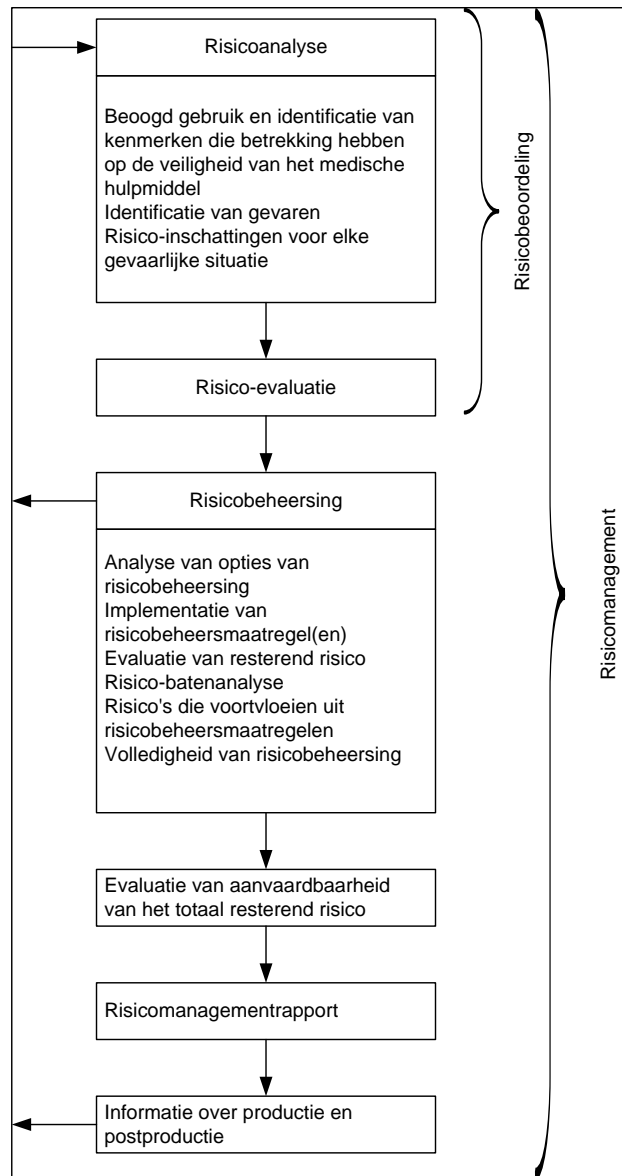 Risicoanalyse
Beoogd gebruik en identificatie van
kenmerken die betrekking hebben
op de veiligheid van het medische
hulpmiddel
Identificatie van gevaren
Risico-inschattingen voor elke
gevaarlijke situatie
Risico-evaluatie
Risicobeoordeling
Risicobeheersing
Analyse van opties van
risicobeheersing
Implementatie van
risicobeheersmaatregel(en)
Evaluatie van resterend risico
Risico-batenanalyse
Risico's die voortvloeien uit
risicobeheersmaatregelen
Volledigheid van risicobeheersing
Evaluatie van aanvaardbaarheid
van het totaal resterend risico
Risicomanagementrapport
Informatie over productie en
postproductie
Risicomanagement